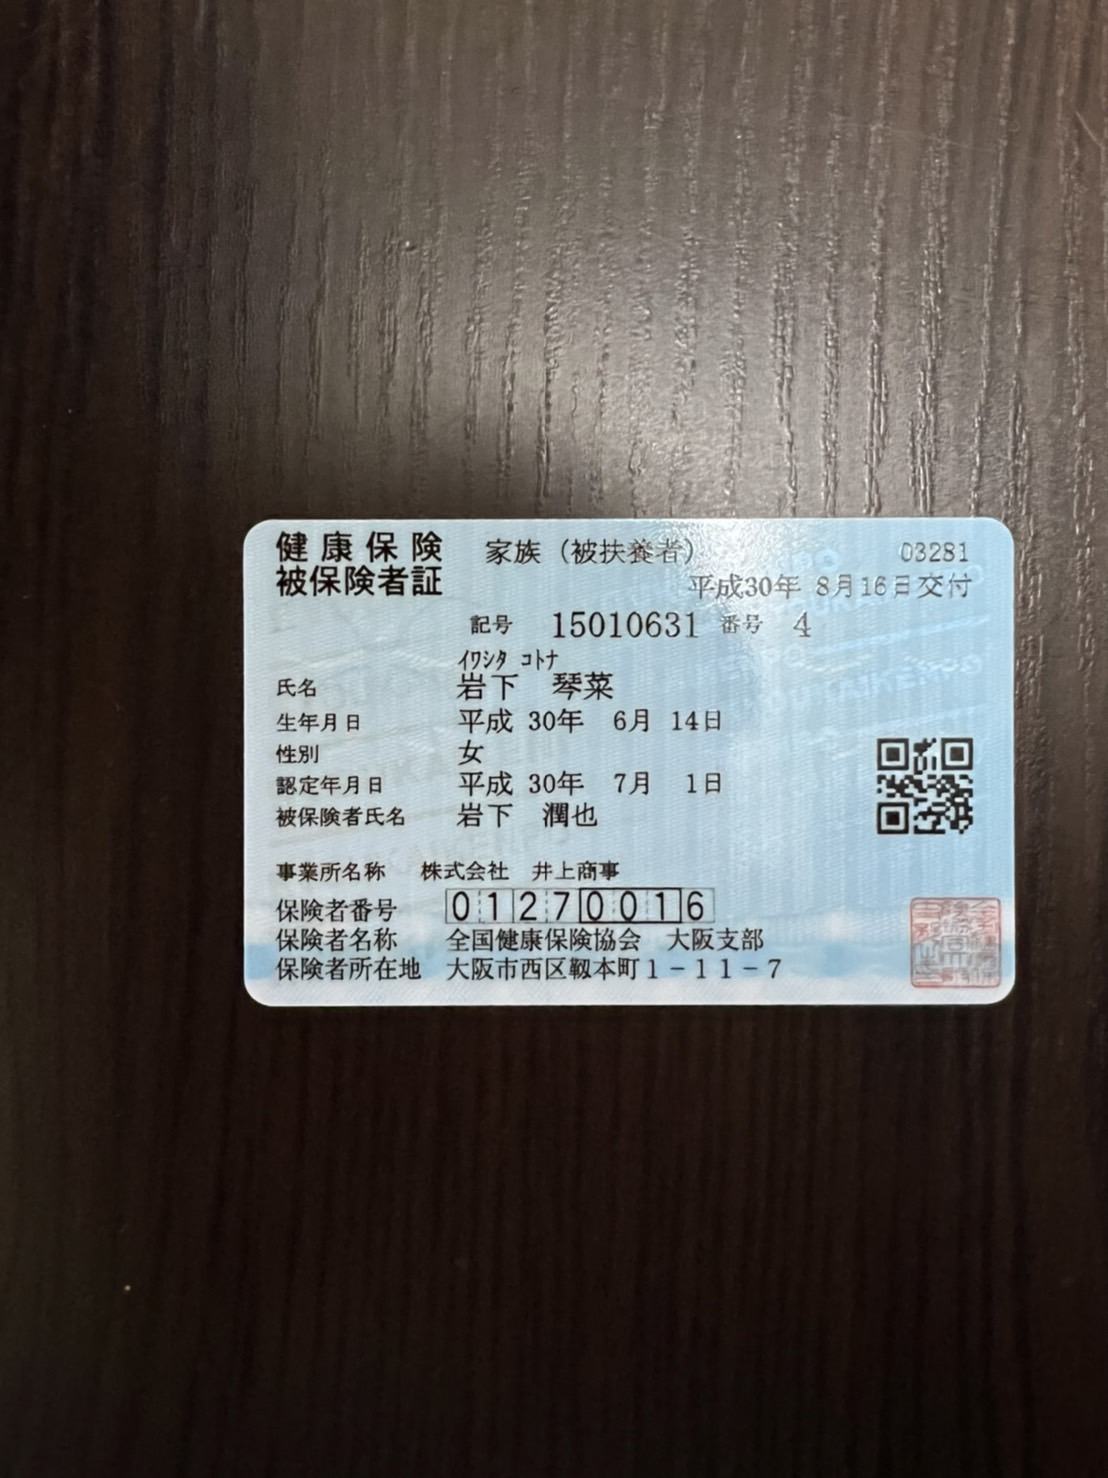 健康保険 家族（被扶養者） 03281
被保険者証 平成30年 8月16日交付
記号 15010631 番号 4
ｲﾜｼﾀ ｺﾄﾅ
氏名 岩下 琴菜
生年月日 平成 30年 6月 14日
性別 女
認定年月日 平成 30年 7月 1日
被保険者氏名 岩下 潤也
事業所名称 株式会社 井上商事
保険者番号 01270016
保険者名称 全国健康保険協会 大阪支部
保険者所在地 大阪市西区靱本町1－11－7